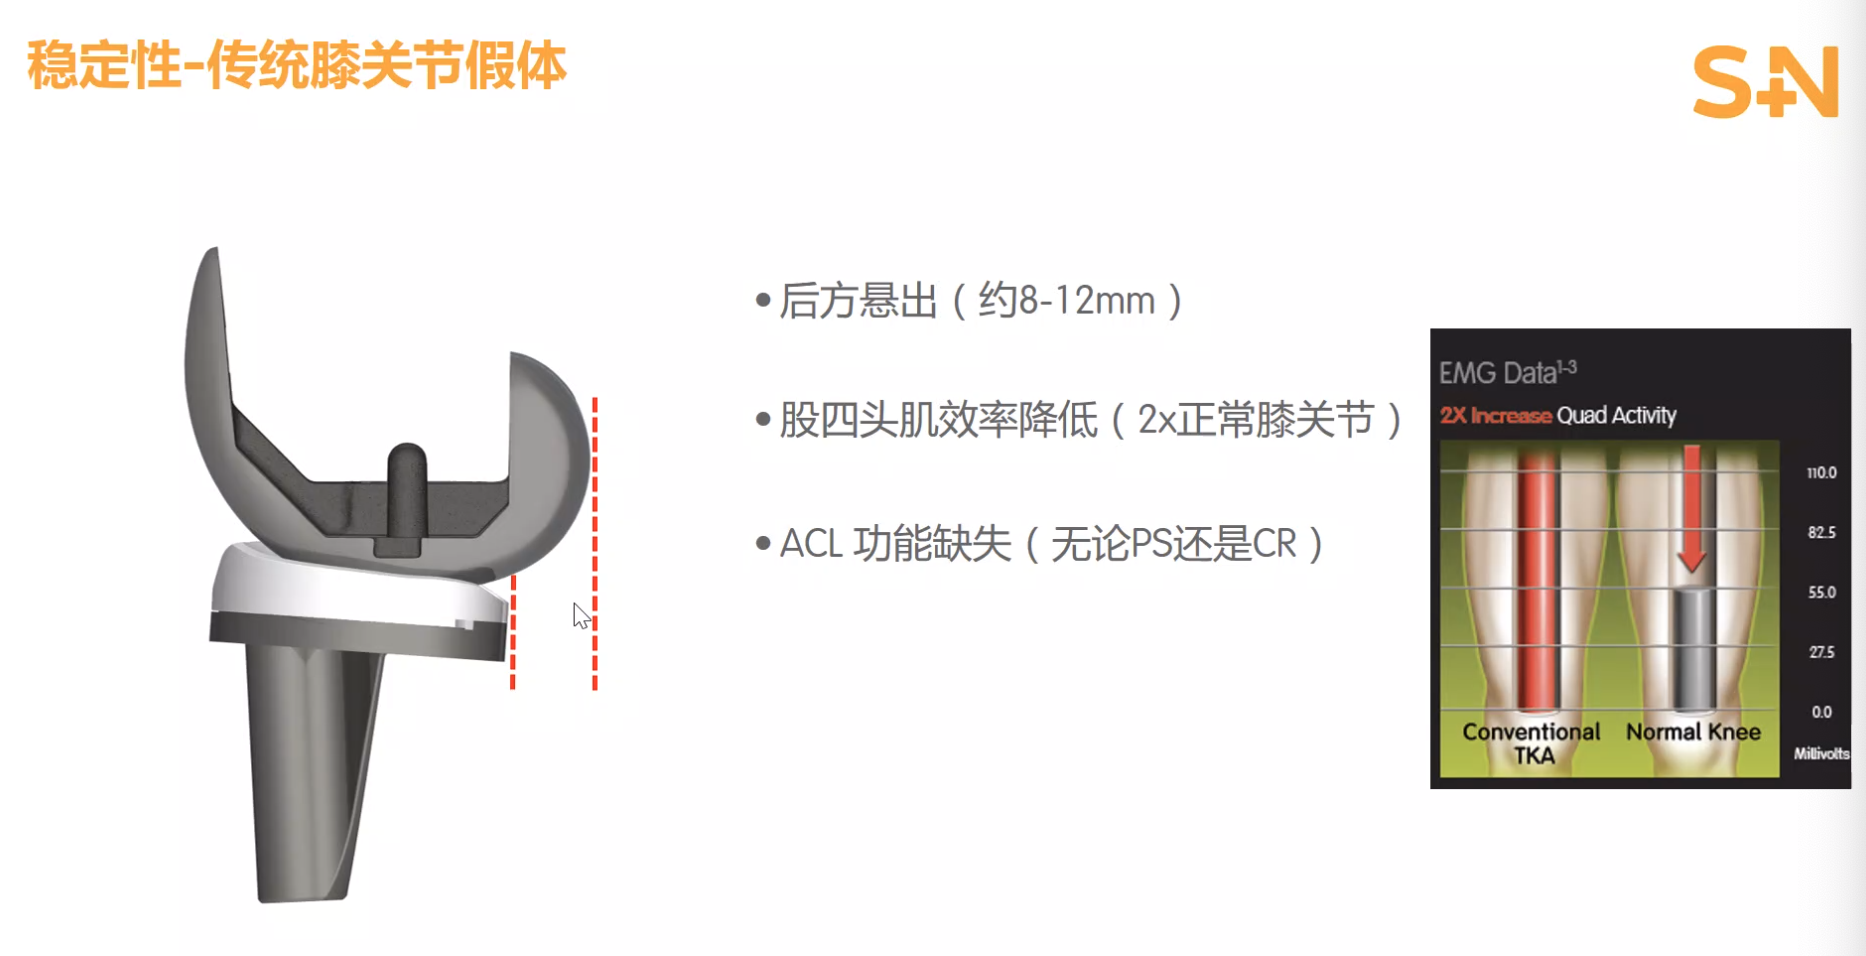 稳定性-传统膝关节假体
S+N
•后方悬出（约8-12mm）
•股四头肌效率降低（2x正常膝关节）
•ACL 功能缺失（无论PS还是CR）
EMG Data1-3
2X Increase Quad Activity
110.0
82.5
55.0
27.5
0.0
Millivolts
Conventional
TKA
Normal Knee